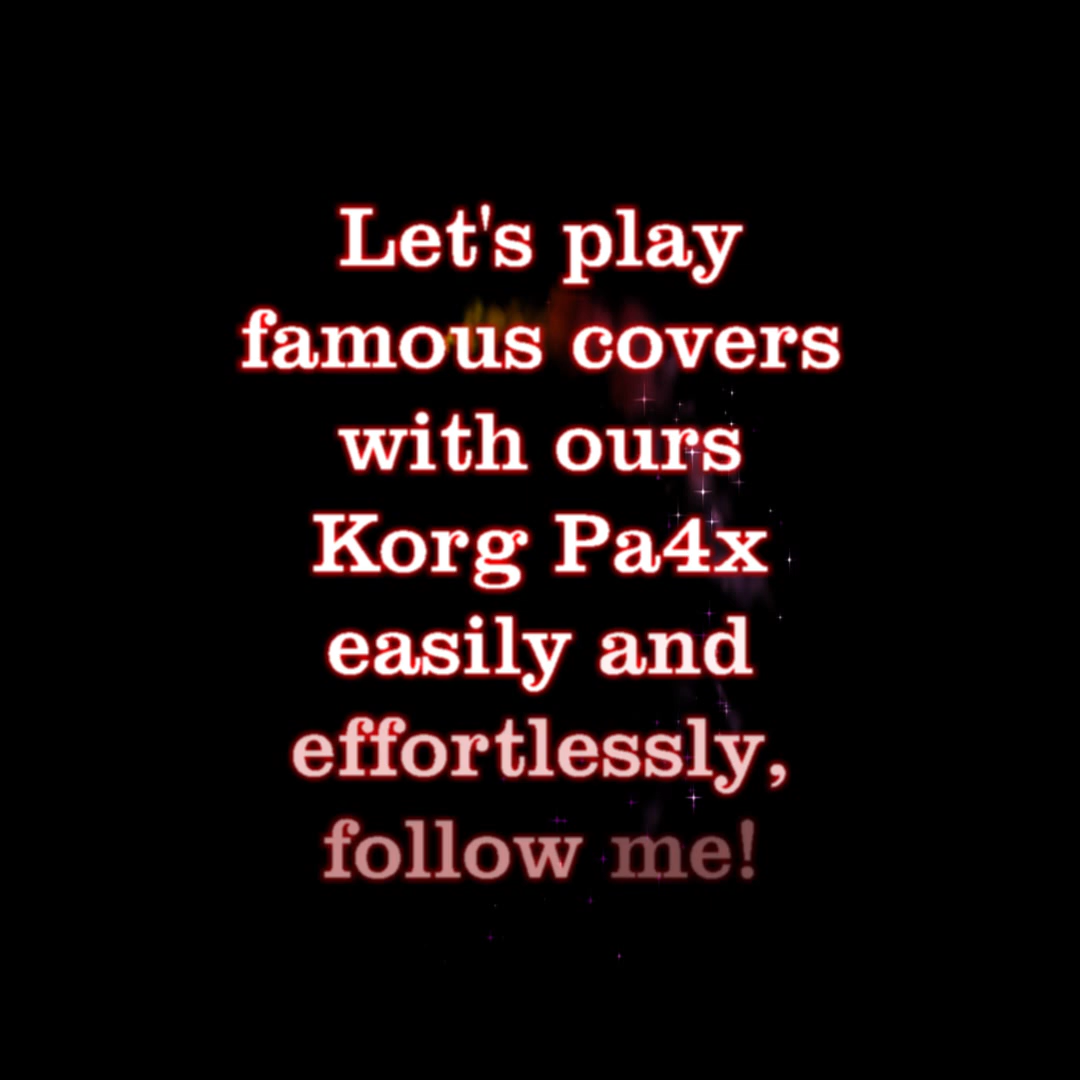 Let's play
famous covers
with ours
Korg Pa4x
easily and
effortlessly,
follow me!